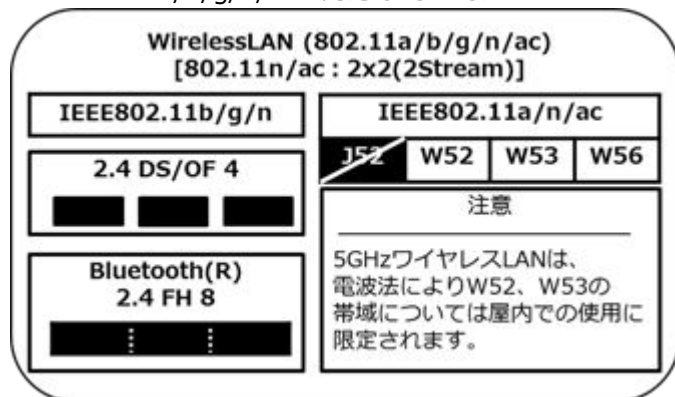 WirelessLAN (802.11a/b/g/n/ac)
[802.11n/ac : 2x2(2Stream)]
IEEE802.11b/g/n
2.4 DS/OF 4
Bluetooth(R)
2.4 FH 8
IEEE802.11a/n/ac
J52 W52 W53 W56
注意
5GHzワイヤレスLANは、
電波法によりW52、W53の
帯域については屋内での使用に
限定されます。